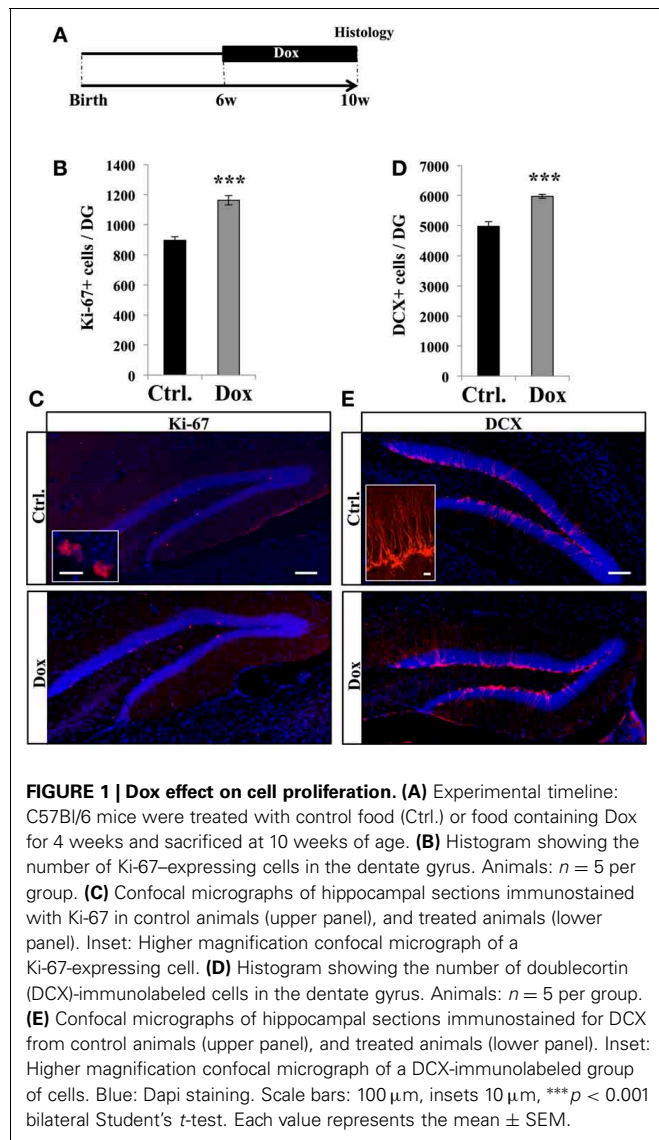 A
Histology
Dox
Birth
6w
10w
B
1400
1200
1000
800
600
400
200
0
Ki-67+ cells / DG
***
Ctrl.
Dox
D
7000
6000
5000
4000
3000
2000
1000
0
DCX+ cells / DG
***
Ctrl.
Dox
C
Ki-67
Ctrl.
Dox
E
DCX
Ctrl.
Dox
FIGURE 1 | Dox effect on cell proliferation. (A) Experimental timeline:
C57Bl/6 mice were treated with control food (Ctrl.) or food containing Dox
for 4 weeks and sacrificed at 10 weeks of age. (B) Histogram showing the
number of Ki-67–expressing cells in the dentate gyrus. Animals: n = 5 per
group. (C) Confocal micrographs of hippocampal sections immunostained
with Ki-67 in control animals (upper panel), and treated animals (lower
panel). Inset: Higher magnification confocal micrograph of a
Ki-67-expressing cell. (D) Histogram showing the number of doublecortin
(DCX)-immunolabeled cells in the dentate gyrus. Animals: n = 5 per group.
(E) Confocal micrographs of hippocampal sections immunostained for DCX
from control animals (upper panel), and treated animals (lower panel). Inset:
Higher magnification confocal micrograph of a DCX-immunolabeled group
of cells. Blue: Dapi staining. Scale bars: 100 μm, insets 10 μm, ***p < 0.001
bilateral Student's t-test. Each value represents the mean ± SEM.